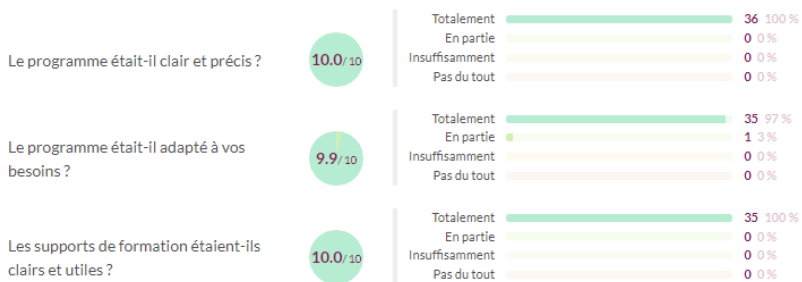 Le programme était-il clair et précis ?
10.0/ 10
Totalement 36 100 %
En partie 0 0 %
Insuffisamment 0 0 %
Pas du tout 0 0 %
Le programme était-il adapté à vos
besoins ?
9.9/ 10
Totalement 35 97 %
En partie 1 3 %
Insuffisamment 0 0 %
Pas du tout 0 0 %
Les supports de formation étaient-ils
clairs et utiles ?
10.0/ 10
Totalement 35 100 %
En partie 0 0 %
Insuffisamment 0 0 %
Pas du tout 0 0 %